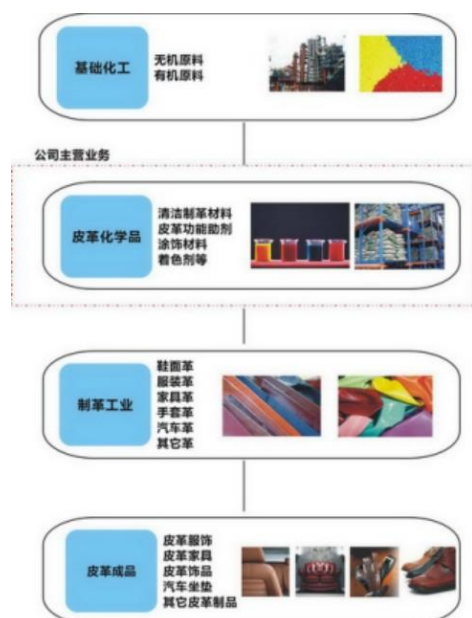 基础化工
无机原料
有机原料
公司主营业务
皮革化学品
清洁制革材料
皮革功能助剂
涂饰材料
着色剂等
制革工业
鞋面革
服装革
家具革
手套革
汽车革
其它革
皮革成品
皮革服饰
皮革家具
皮革饰品
汽车坐垫
其它皮革制品